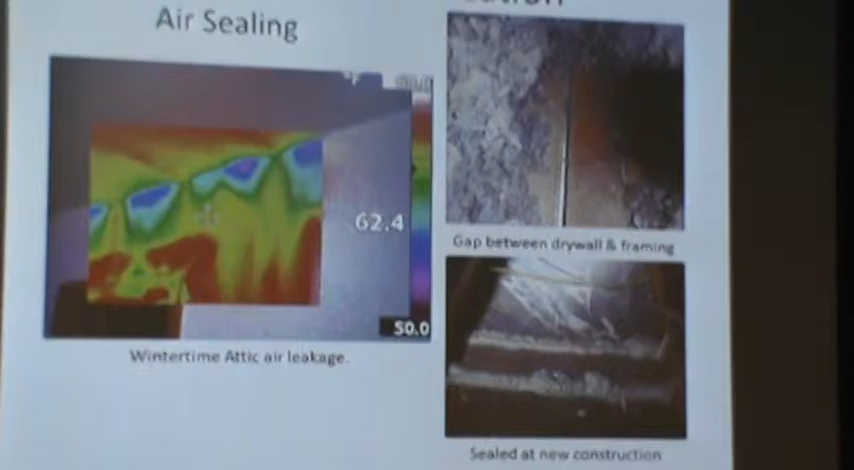 Air Sealing
62.4
50.0
Wintertime Attic air leakage.
Gap between drywall & framing
Sealed at new construction